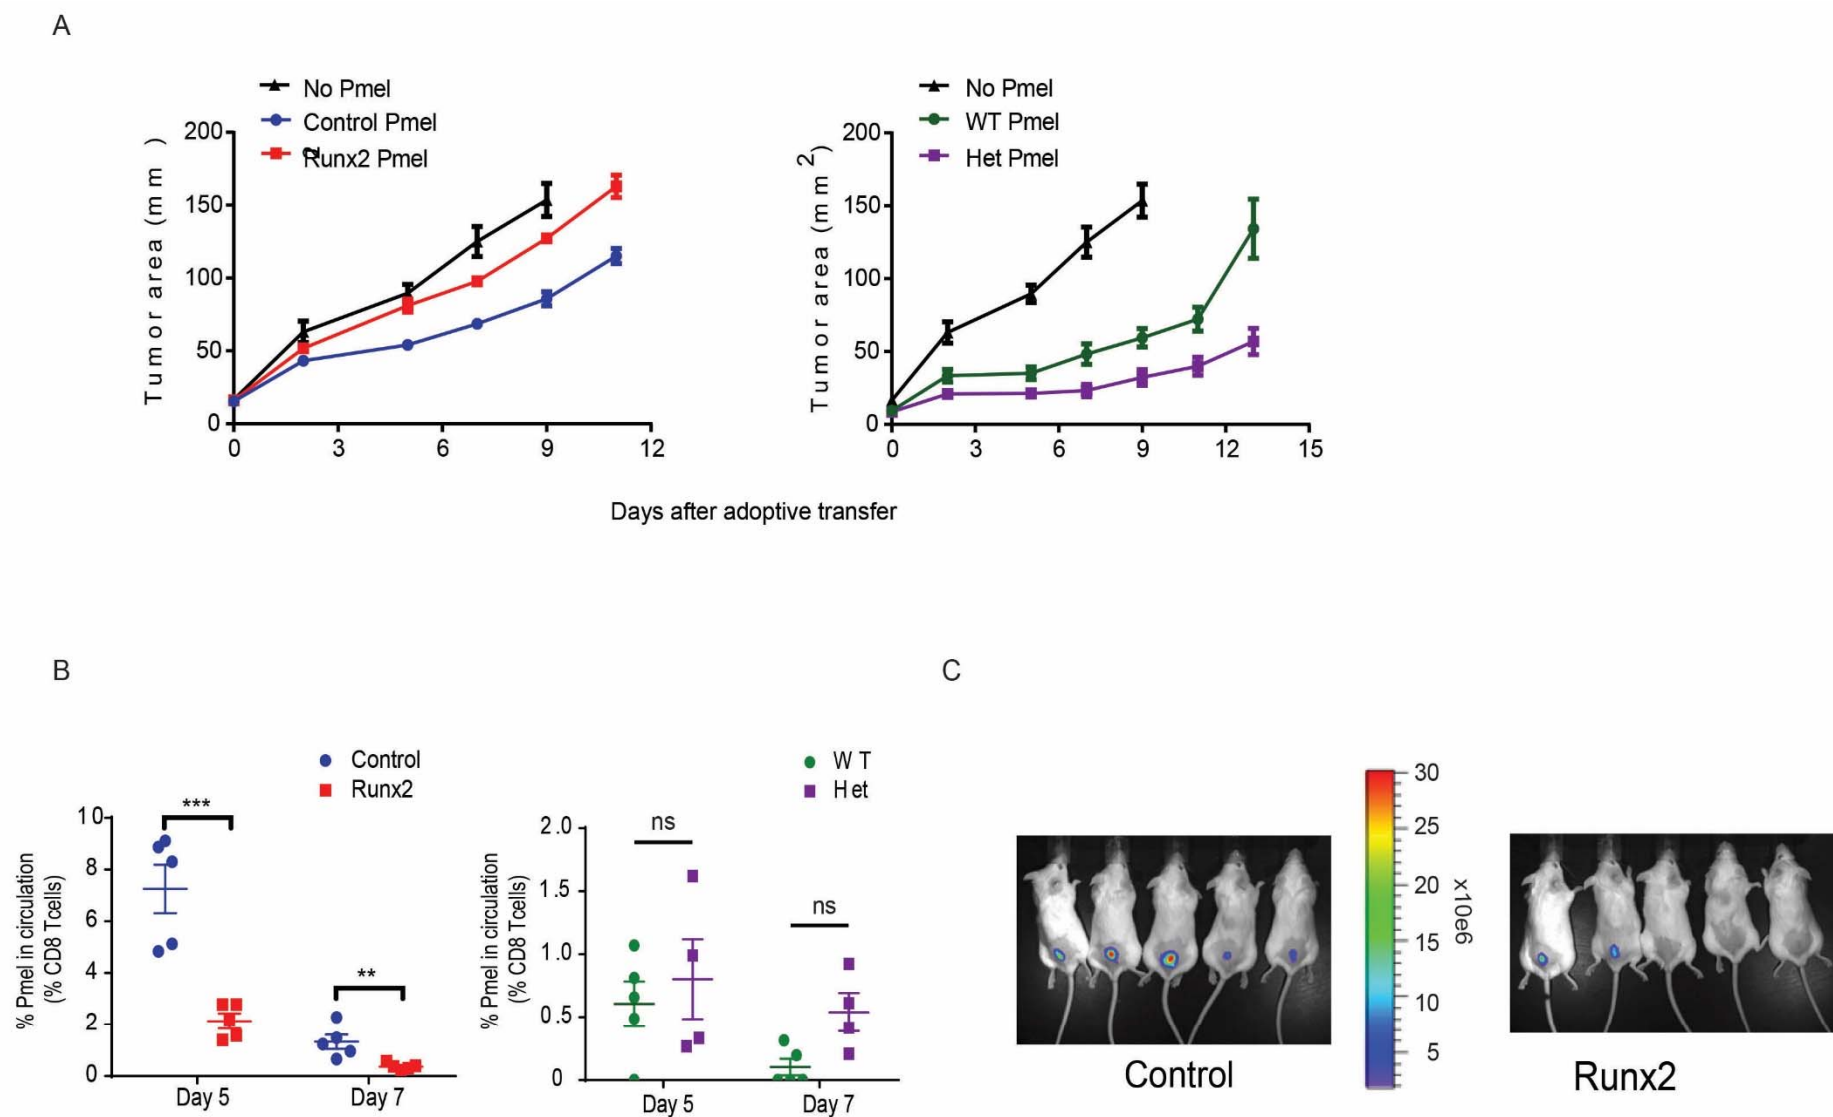 A
No Pmel
Control Pmel
Runx2 Pmel
Tumor area (mm 2)
200
150
100
50
0
0 3 6 9 12
No Pmel
WT Pmel
Het Pmel
Tumor area (mm 2)
200
150
100
50
0
0 3 6 9 12 15
Days after adoptive transfer
B
Control
Runx2
% Pmel in circulation
(% CD8 Tcells)
10
8
6
4
2
0
***
**
Day 5 Day 7
W T
Het
% Pmel in circulation
(% CD8 Tcells)
2.0
1.5
1.0
0.5
0
ns
ns
Day 5 Day 7
C
Control
30
25
20
15
10
5
x10e6
Runx2